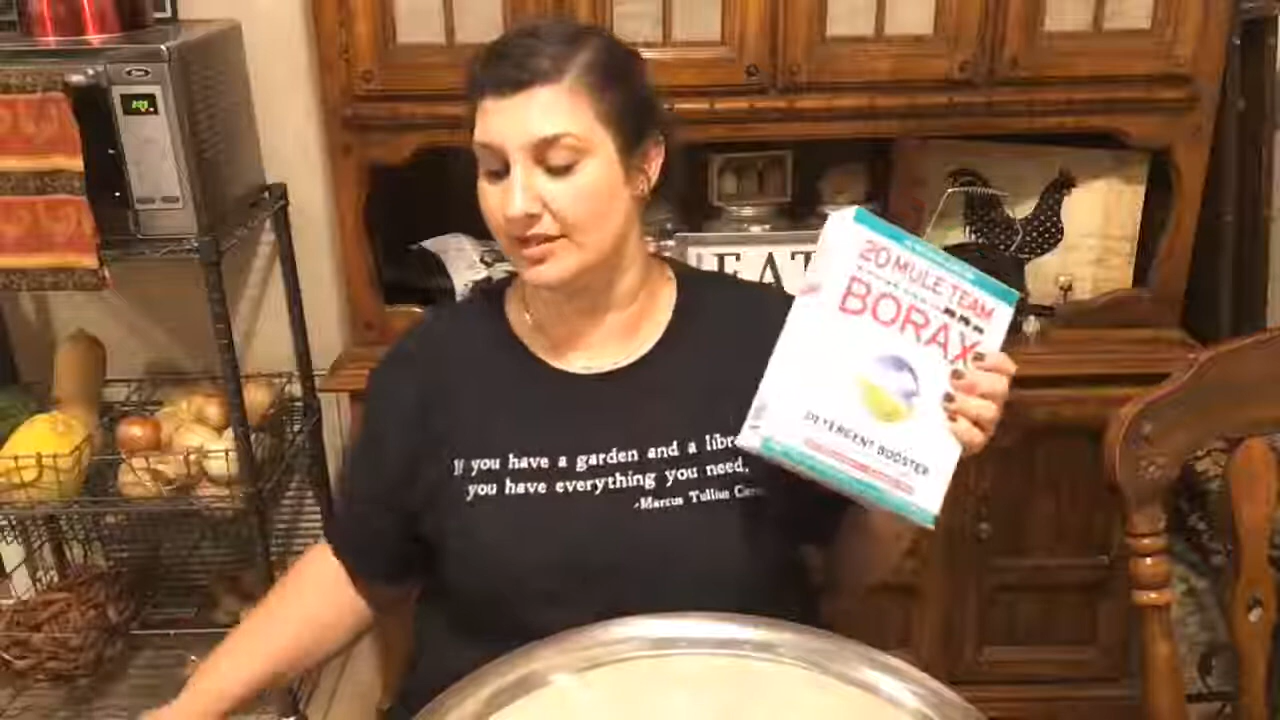 EAT
20 MULE TEAM
BORAX
DETERGENT BOOSTER
If you have a garden and a
you have everything you need,
-Marcus Tullius